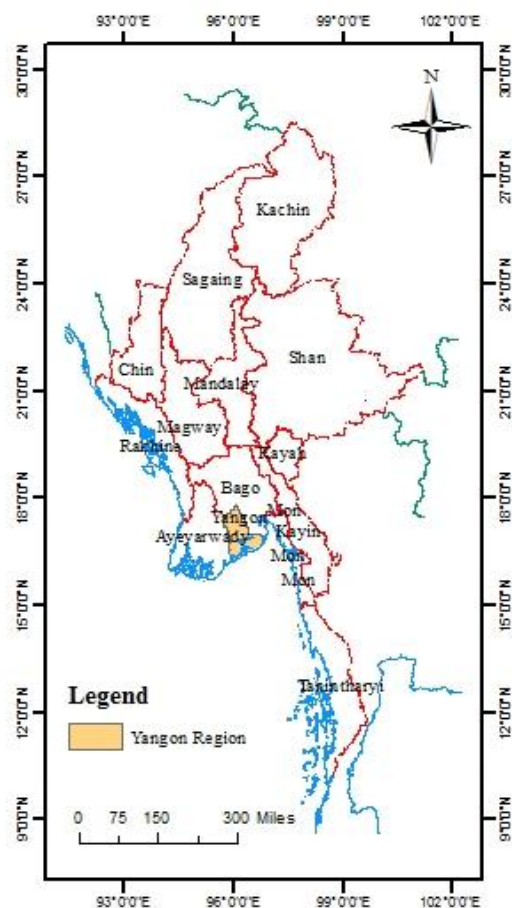 93°0'0"E 96°0'0"E 99°0'0"E 102°0'0"E
30°0'0"N 30°0'0"N
N
27°0'0"N 27°0'0"N
Kachin
Sagaing
24°0'0"N 24°0'0"N
Shan
Chin
Mandalay
21°0'0"N 21°0'0"N
Magway
Rakhine
Kayah
Bago
18°0'0"N 18°0'0"N
Yangon Mon
Ayeyarwady Kayin
Mon
Mon
15°0'0"N 15°0'0"N
Tanintharyi
Legend
12°0'0"N 12°0'0"N
Yangon Region
0 75 150 300 Miles
9°0'0"N 9°0'0"N
93°0'0"E 96°0'0"E 99°0'0"E 102°0'0"E